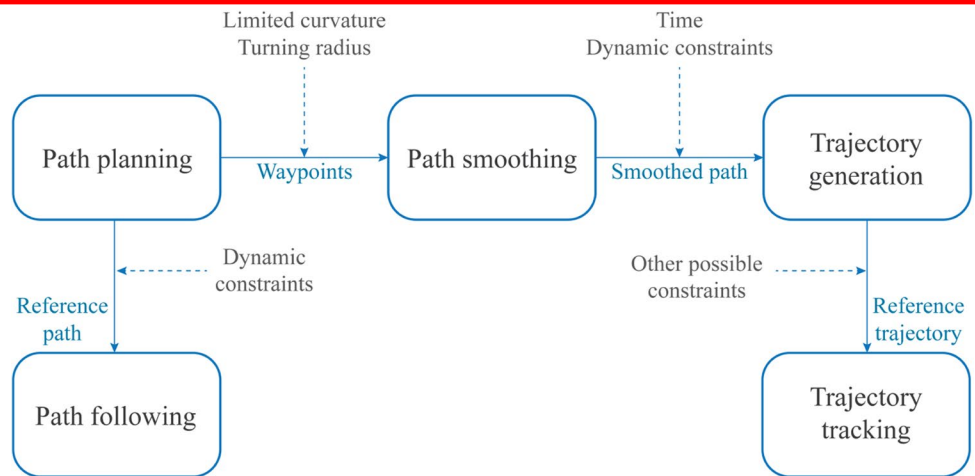 Limited curvature
Turning radius
Time
Dynamic constraints
Path planning
Waypoints
Path smoothing
Smoothed path
Trajectory
generation
Dynamic
constraints
Other possible
constraints
Reference
path
Reference
trajectory
Path following
Trajectory
tracking